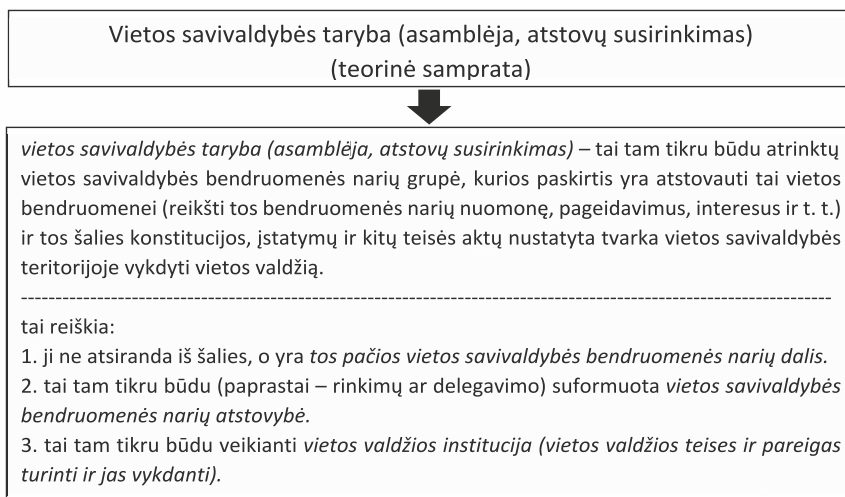 Vietos savivaldybės taryba (asamblėja, atstovų susirinkimas)
(teorinė samprata)
vietos savivaldybės taryba (asamblėja, atstovų susirinkimas) – tai tam tikru būdu atrinktų
vietos savivaldybės bendruomenės narių grupė, kurios paskirtis yra atstovauti tai vietos
bendruomenei (reikšti tos bendruomenės narių nuomonę, pageidavimus, interesus ir t. t.)
ir tos šalies konstitucijos, įstatymų ir kitų teisės aktų nustatyta tvarka vietos savivaldybės
teritorijoje vykdyti vietos valdžią.
tai reiškia:
1. ji ne atsiranda iš šalies, o yra tos pačios vietos savivaldybės bendruomenės narių dalis.
2. tai tam tikru būdu (paprastai – rinkimų ar delegavimo) suformuota vietos savivaldybės
bendruomenės narių atstovybė.
3. tai tam tikru būdu veikianti vietos valdžios institucija (vietos valdžios teises ir pareigas
turinti ir jas vykdanti).